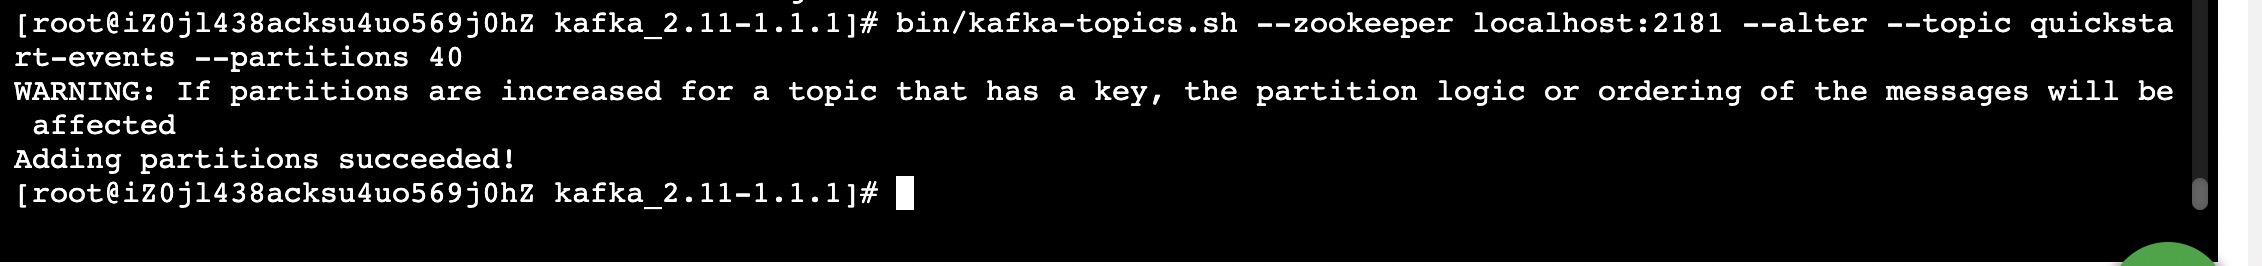 [root@iZ0jl438acksu4uo569j0hZ kafka_2.11-1.1.1]# bin/kafka-topics.sh --zookeeper localhost:2181 --alter --topic quicksta
rt-events --partitions 40
WARNING: If partitions are increased for a topic that has a key, the partition logic or ordering of the messages will be
 affected
Adding partitions succeeded!
[root@iZ0jl438acksu4uo569j0hZ kafka_2.11-1.1.1]#